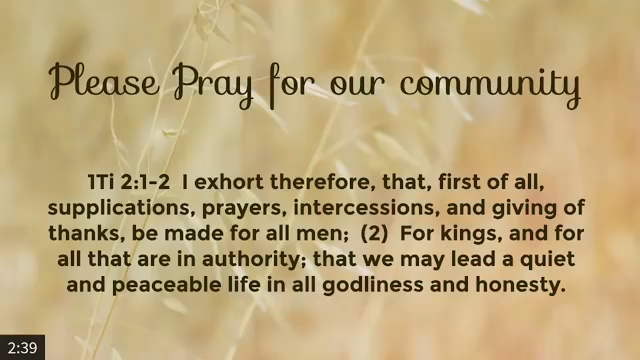 Please Pray for our community
1Ti 2:1-2  I exhort therefore, that, first of all,
supplications, prayers, intercessions, and giving of
thanks, be made for all men;  (2)  For kings, and for
all that are in authority; that we may lead a quiet
and peaceable life in all godliness and honesty.
2:39